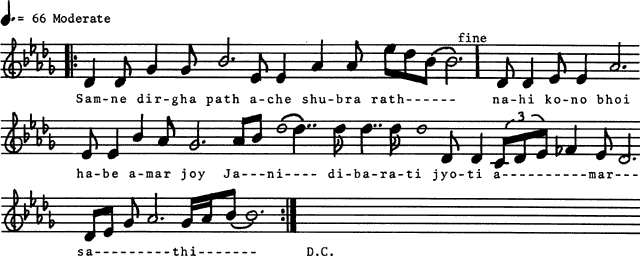 ♩. = 66 Moderate
fine
Sam-ne dir-gha path a-che shu-bra rath------ na-hi ko-no bhoi
3
ha-be a-mar joy Ja---ni---- di-ba-ra-ti jyo-ti a----------mar---
sa---------thi------- D.C.